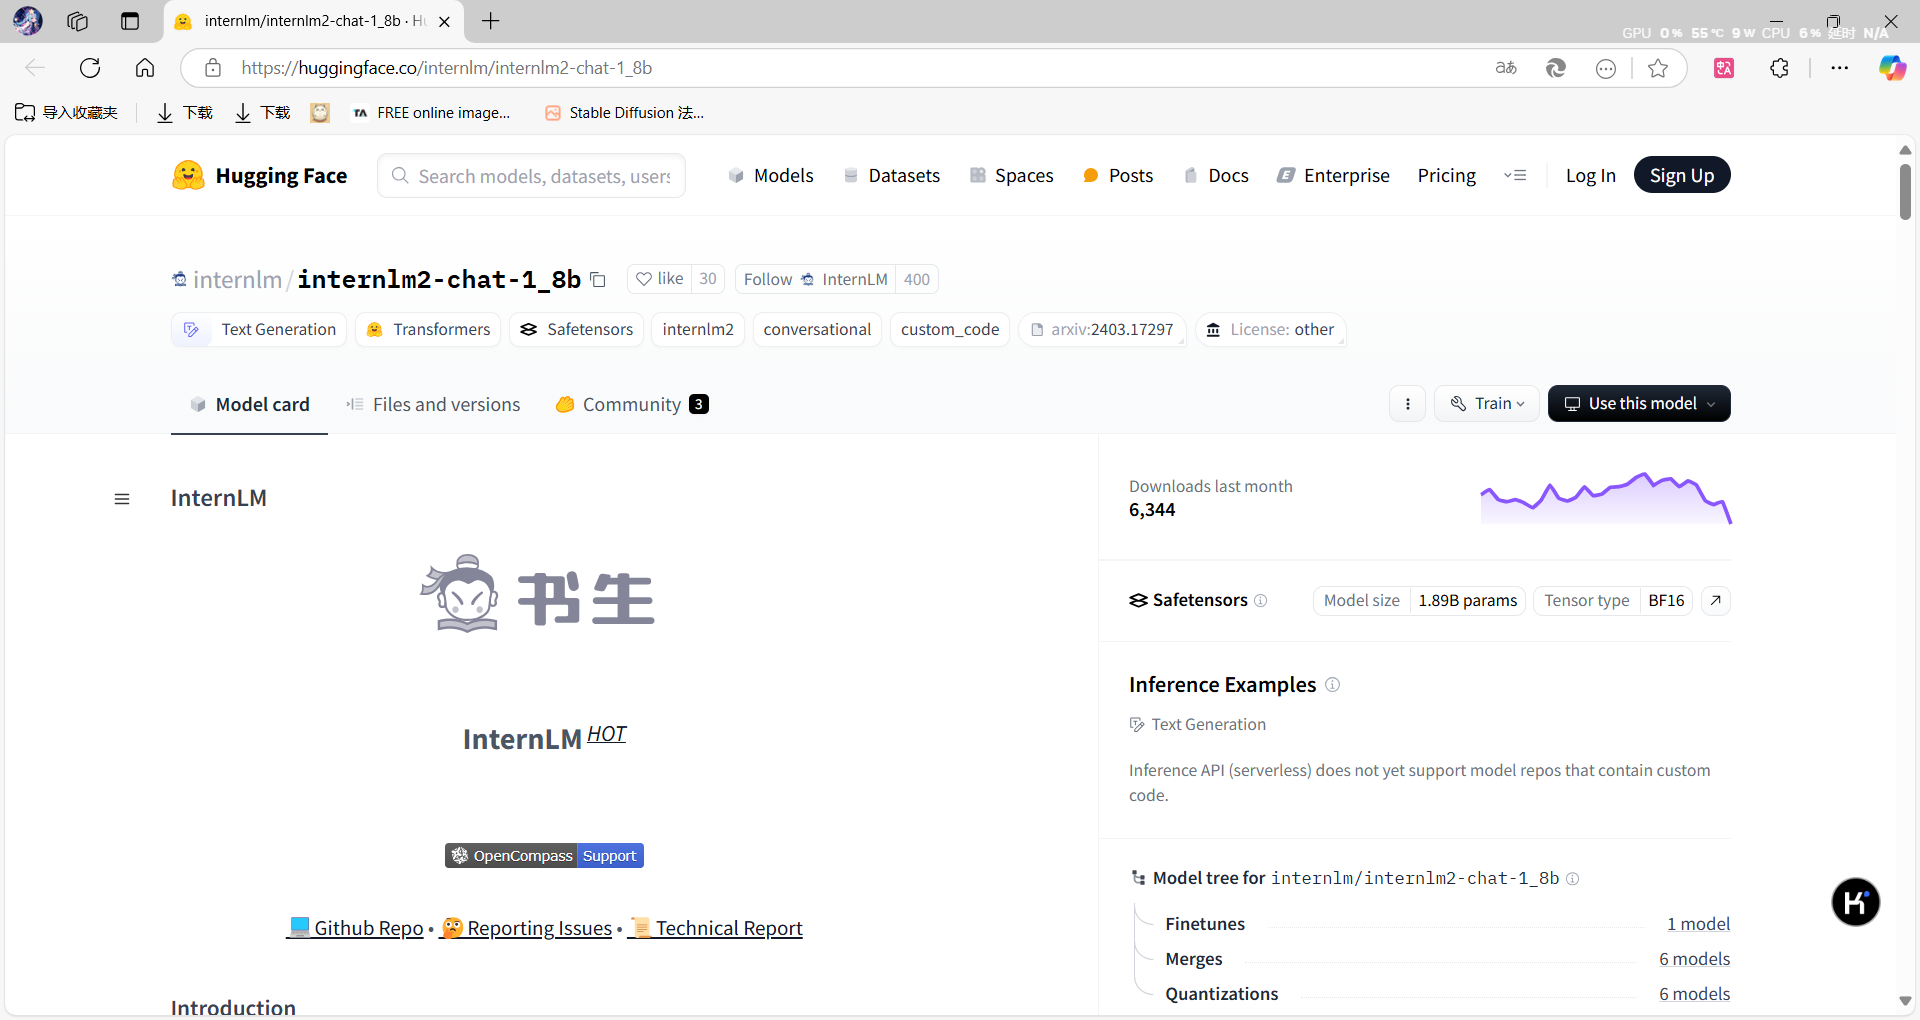 internlm/internlm2-chat-1_8b · Hu
GPU 0% 55℃ 9W CPU 6% 延时 N/A
https://huggingface.co/internlm/internlm2-chat-1_8b
导入收藏夹 下载 下载 FREE online image... Stable Diffusion 法...
Hugging Face Search models, datasets, users Models Datasets Spaces Posts Docs Enterprise Pricing Log In Sign Up
internlm/internlm2-chat-1_8b like 30 Follow InternLM 400
Text Generation Transformers Safetensors internlm2 conversational custom_code arxiv:2403.17297 License: other
Model card Files and versions Community 3 Train Use this model
InternLM
书生
InternLM HOT
OpenCompass Support
Github Repo • Reporting Issues • Technical Report
Introduction
Downloads last month
6,344
Safetensors Model size 1.89B params Tensor type BF16
Inference Examples
Text Generation
Inference API (serverless) does not yet support model repos that contain custom
code.
Model tree for internlm/internlm2-chat-1_8b
Finetunes 1 model
Merges 6 models
Quantizations 6 models